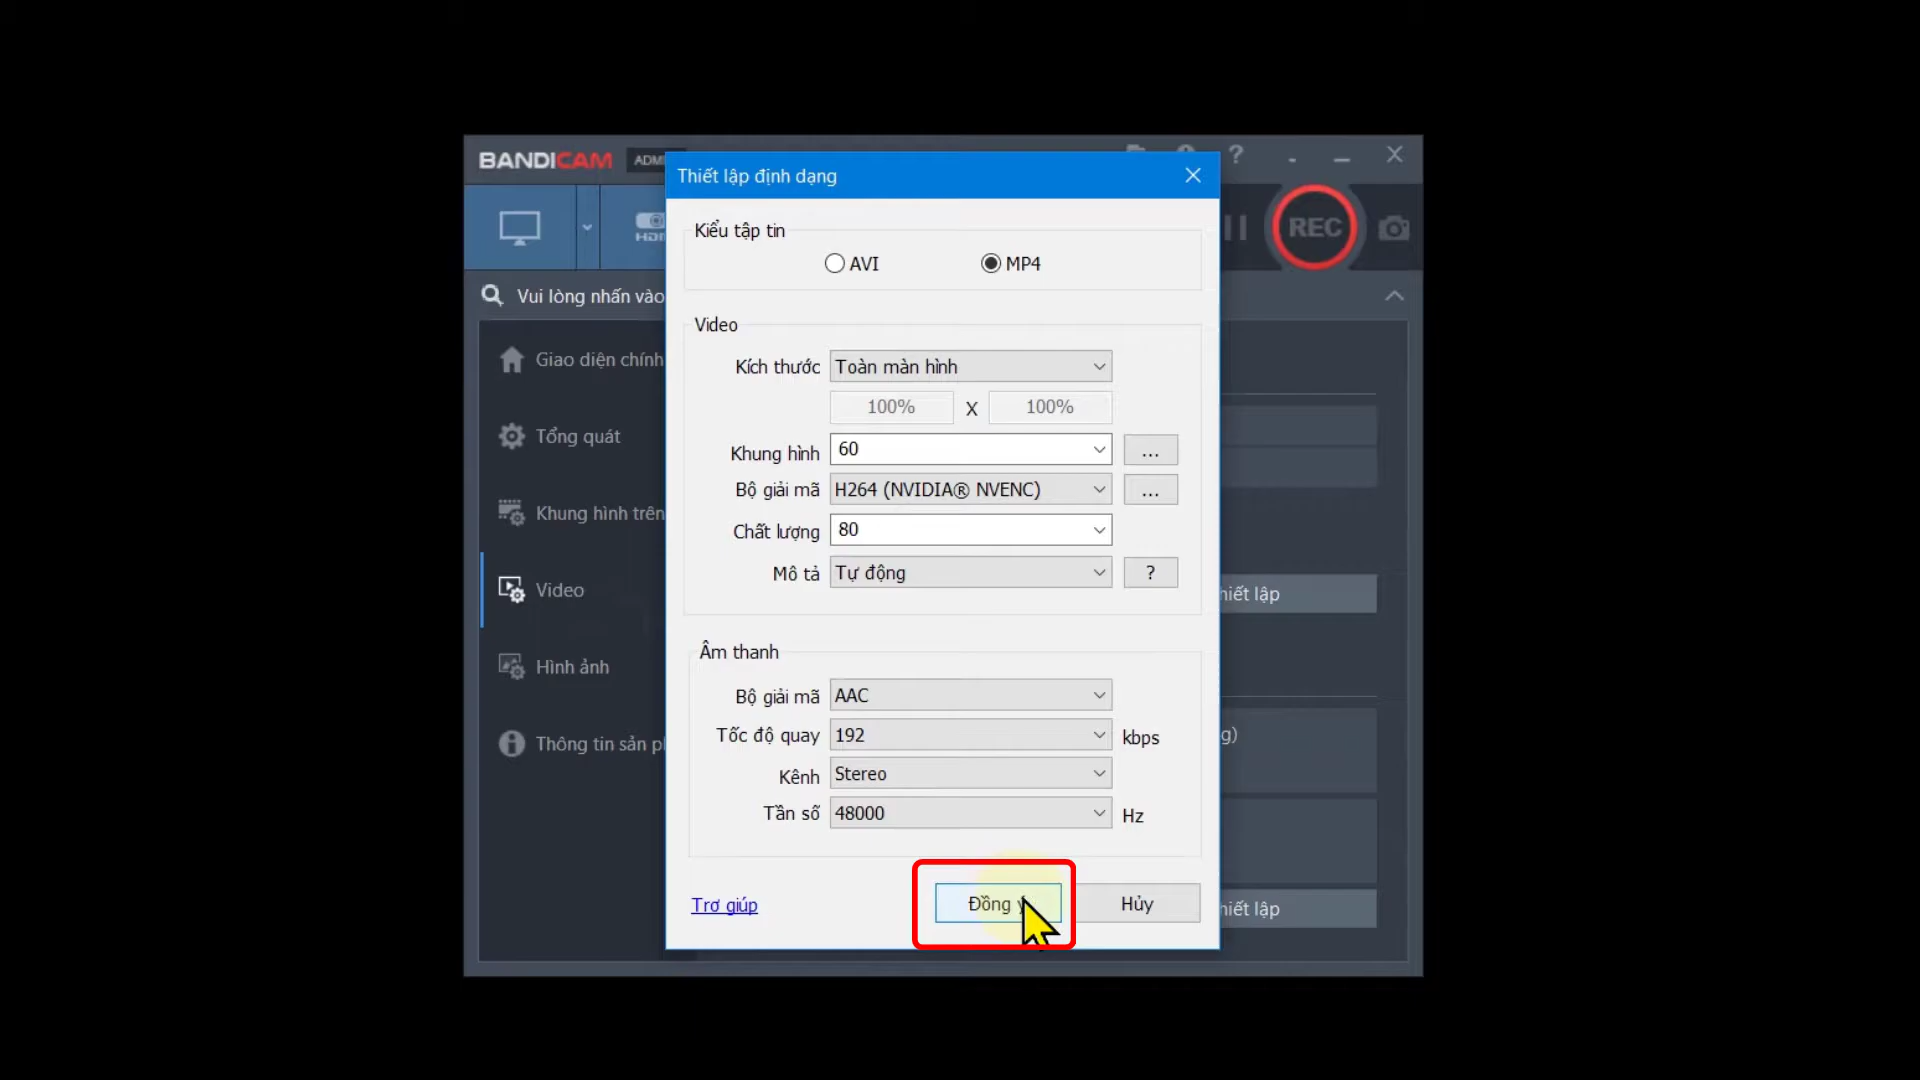 BANDICAM
Thiết lập định dạng
?
Kiểu tập tin
AVI
MP4
REC
HDMI
Vui lòng nhấn vào
Video
Kích thước Toàn màn hình
100% X 100%
Khung hình 60 ...
Bộ giải mã H264 (NVIDIA® NVENC) ...
Chất lượng 80
Mô tả Tự động ?
Âm thanh
Bộ giải mã AAC
Tốc độ quay 192 kbps
Kênh Stereo
Tần số 48000 Hz
Trợ giúp
Đồng ý
Hủy
Giao diện chính
Tổng quát
Khung hình trên
Video
Hình ảnh
Thông tin sản
hiết lập
g)
hiết lập